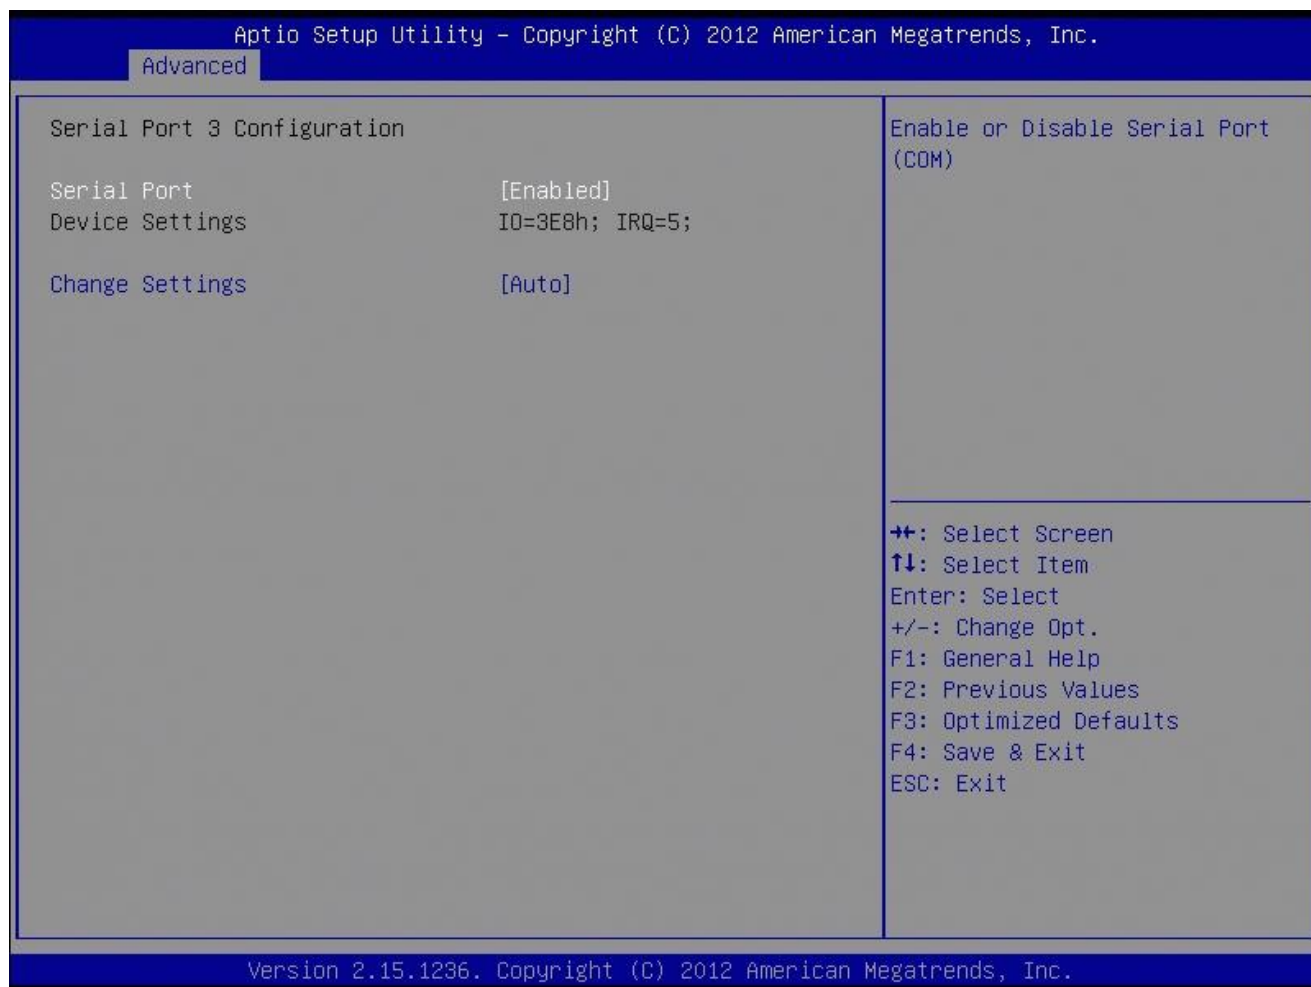 Aptio Setup Utility – Copyright (C) 2012 American Megatrends, Inc.
Advanced
Serial Port 3 Configuration
Serial Port [Enabled]
Device Settings IO=3E8h; IRQ=5;
Change Settings [Auto]
Enable or Disable Serial Port
(COM)
→←: Select Screen
↑↓: Select Item
Enter: Select
+/-: Change Opt.
F1: General Help
F2: Previous Values
F3: Optimized Defaults
F4: Save & Exit
ESC: Exit
Version 2.15.1236. Copyright (C) 2012 American Megatrends, Inc.